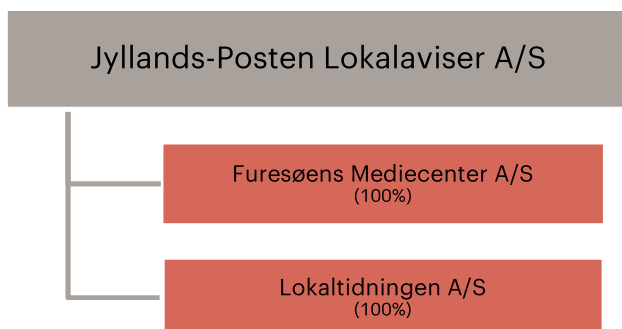 Jyllands-Posten Lokalaviser A/S
Furesøens Mediecenter A/S
(100%)
Lokaltidningen A/S
(100%)